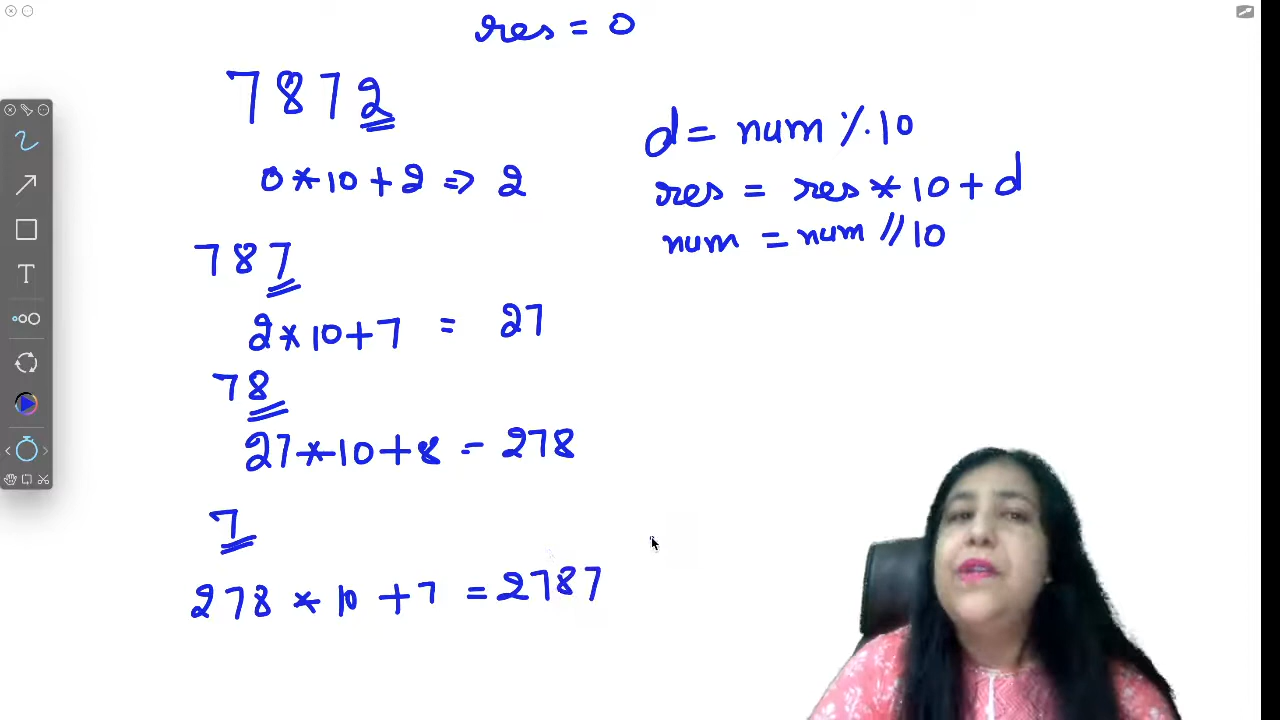 res = 0
7872
0*10+2 => 2
787
2*10+7 = 27
78
27*10+8 = 278
7
278 * 10 + 7 = 2787
d = num % 10
res = res * 10 + d
num = num // 10
T